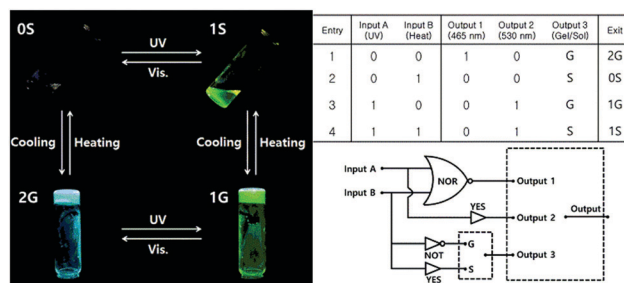 0S
1S
UV
Vis.
Cooling
Heating
Cooling
Heating
2G
1G
UV
Vis.
Entry Input A (UV) Input B (Heat) Output 1 (465 nm) Output 2 (530 nm) Output 3 (Gel/Sol) Exit
1 0 0 1 0 G 2G
2 0 1 0 0 S 0S
3 1 0 0 1 G 1G
4 1 1 0 1 S 1S
Input A
Input B
NOR
Output 1
YES
Output 2
Output
NOT
G
YES
S
Output 3